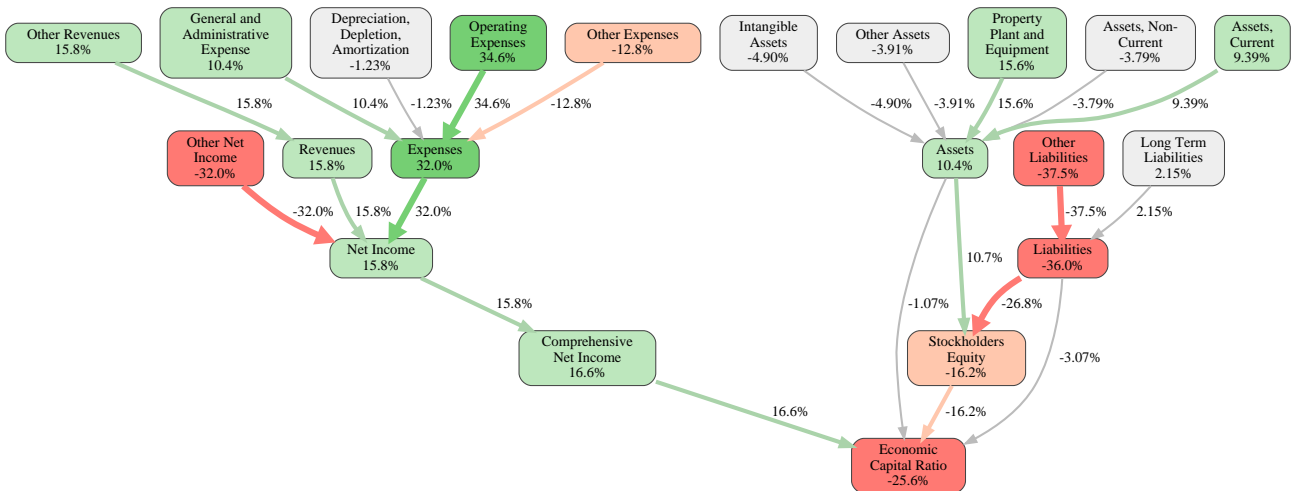 Other Revenues
15.8%
General and
Administrative
Expense
10.4%
Depreciation,
Depletion,
Amortization
-1.23%
Operating
Expenses
34.6%
Other Expenses
-12.8%
Intangible
Assets
-4.90%
Other Assets
-3.91%
Property
Plant and
Equipment
15.6%
Assets, Non-
Current
-3.79%
Assets,
Current
9.39%
15.8%
10.4%
-1.23%
34.6%
-12.8%
-4.90%
-3.91%
15.6%
-3.79%
9.39%
Other Net
Income
-32.0%
Revenues
15.8%
Expenses
32.0%
Assets
10.4%
Other
Liabilities
-37.5%
Long Term
Liabilities
2.15%
-32.0%
15.8%
32.0%
-37.5%
2.15%
Net Income
15.8%
10.7%
Liabilities
-36.0%
15.8%
-1.07%
-26.8%
Comprehensive
Net Income
16.6%
Stockholders
Equity
-16.2%
-3.07%
16.6%
-16.2%
Economic
Capital Ratio
-25.6%